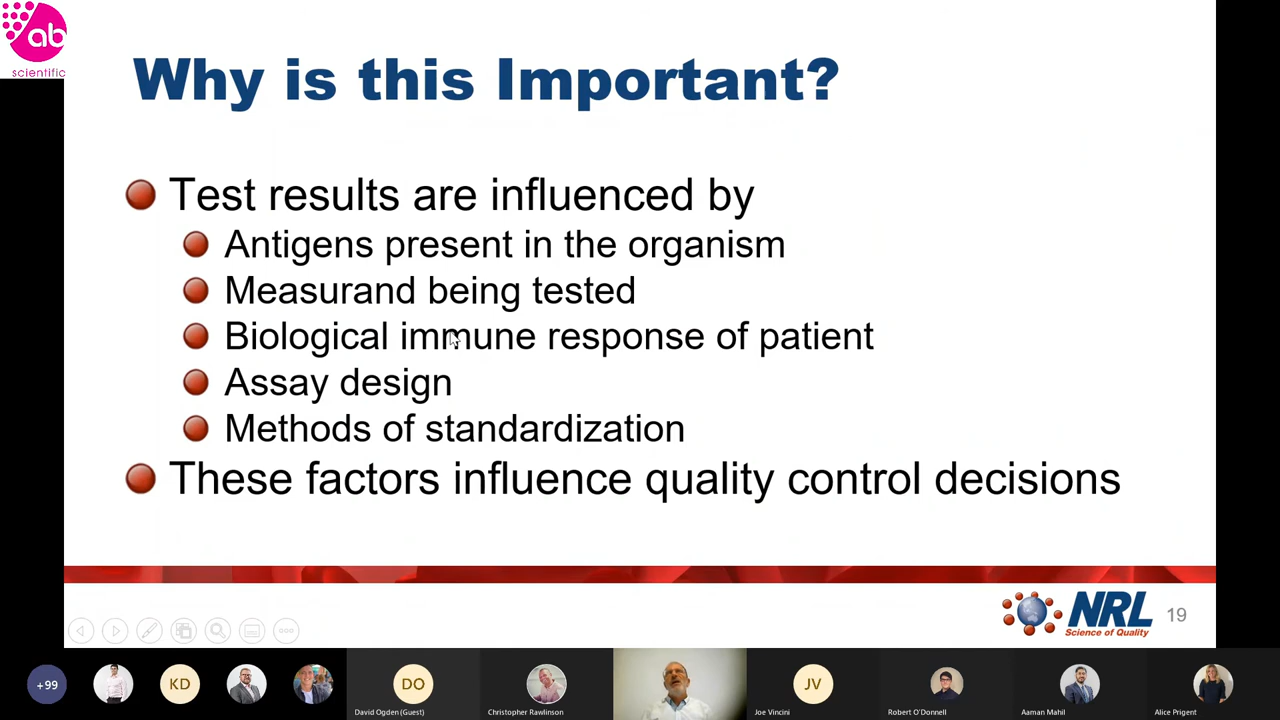 ab
scientific
Why is this Important?
Test results are influenced by
Antigens present in the organism
Measurand being tested
Biological immune response of patient
Assay design
Methods of standardization
These factors influence quality control decisions
NRL
Science of Quality
19
+99
KD
DO
JV
David Ogden (Guest)
Christopher Rawlinson
Joe Vincini
Robert O'Donnell
Aaman Mahil
Alice Prigent